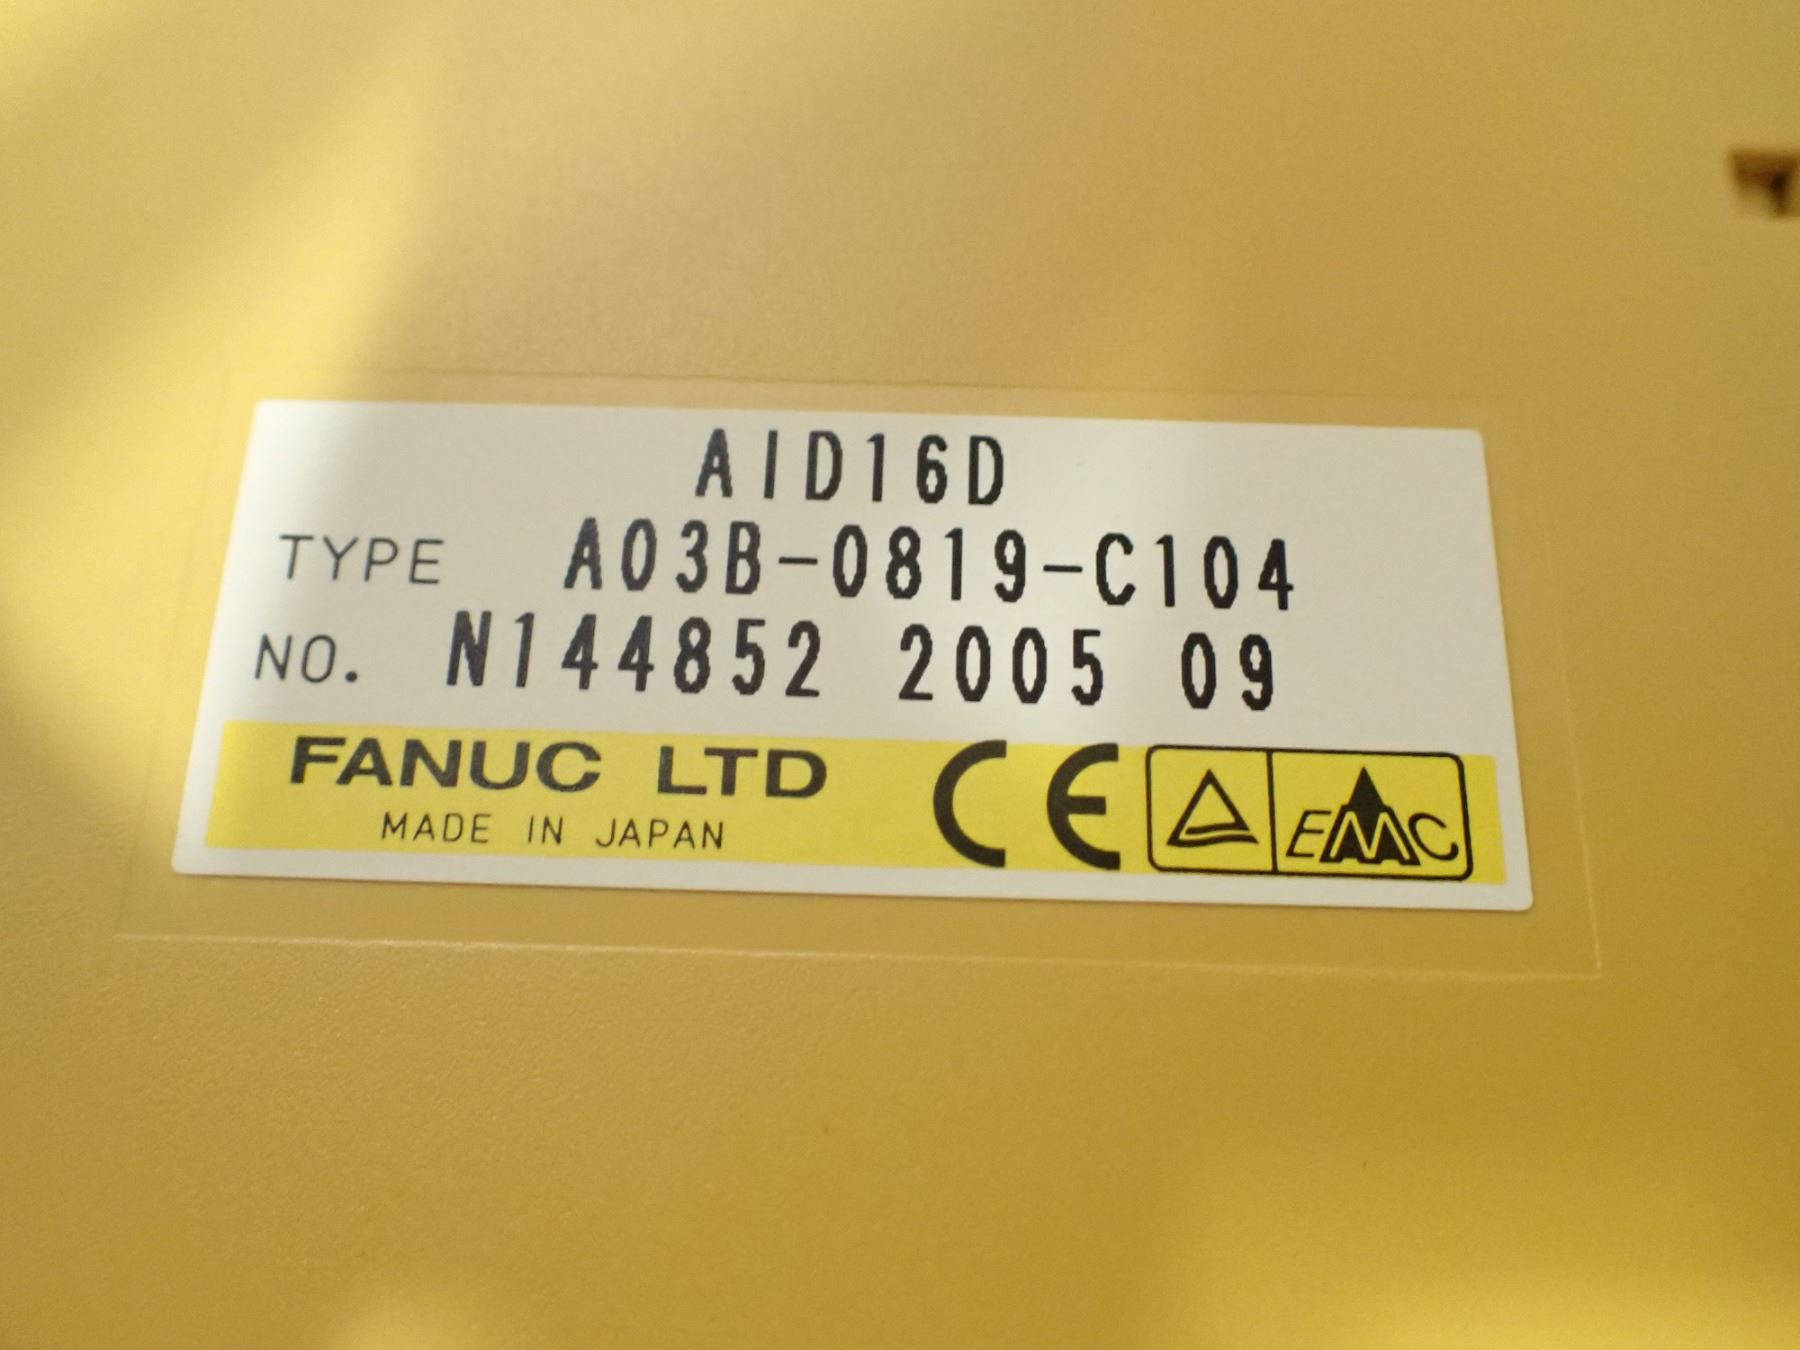 AID16D
TYPE A03B-0819-C104
NO. N144852 2005 09
FANUC LTD CE EMC
MADE IN JAPAN